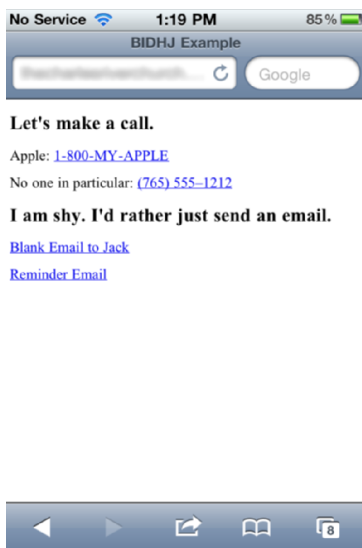 No Service 1:19 PM 85%
BIDHJ Example
Google
Let's make a call.
Apple: 1-800-MY-APPLE
No one in particular: (765) 555–1212
I am shy. I'd rather just send an email.
Blank Email to Jack
Reminder Email
8